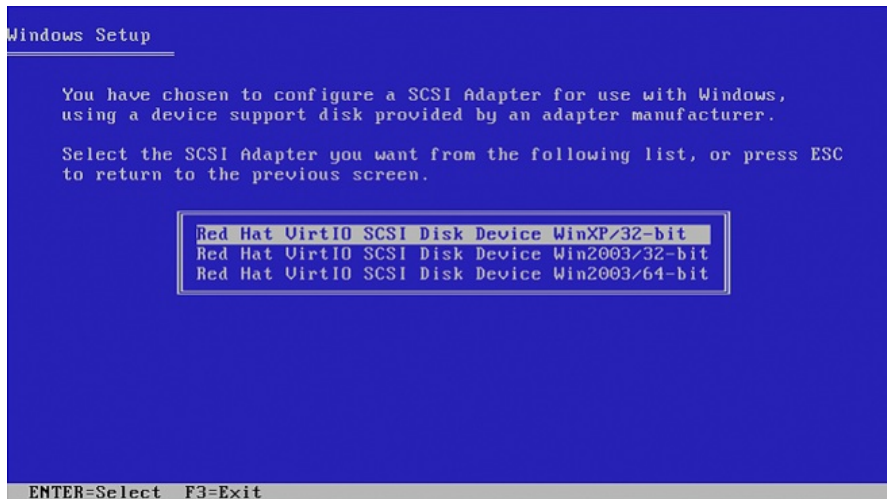 Windows Setup
You have chosen to configure a SCSI Adapter for use with Windows,
using a device support disk provided by an adapter manufacturer.
Select the SCSI Adapter you want from the following list, or press ESC
to return to the previous screen.
Red Hat VirtIO SCSI Disk Device WinXP/32-bit
Red Hat VirtIO SCSI Disk Device Win2003/32-bit
Red Hat VirtIO SCSI Disk Device Win2003/64-bit
ENTER=Select F3=Exit